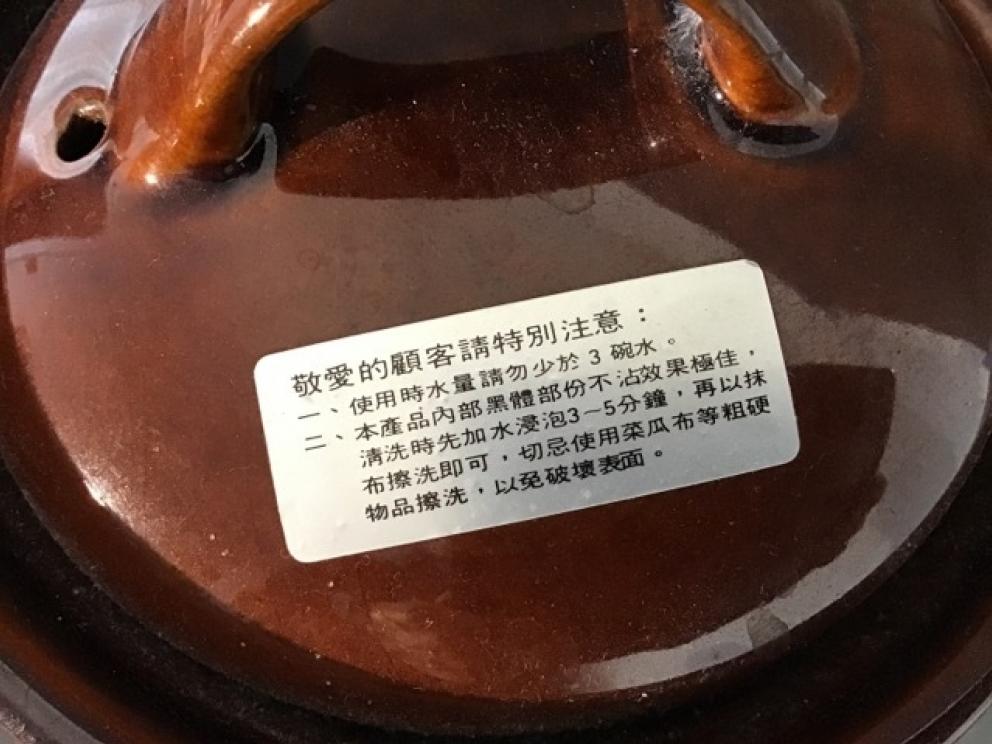 敬愛的顧客請特別注意：
一、使用時水量請勿少於 3 碗水。
二、本產品內部黑體部份不沾效果極佳，
清洗時先加水浸泡3～5分鐘，再以抹
布擦洗即可，切忌使用菜瓜布等粗硬
物品擦洗，以免破壞表面。